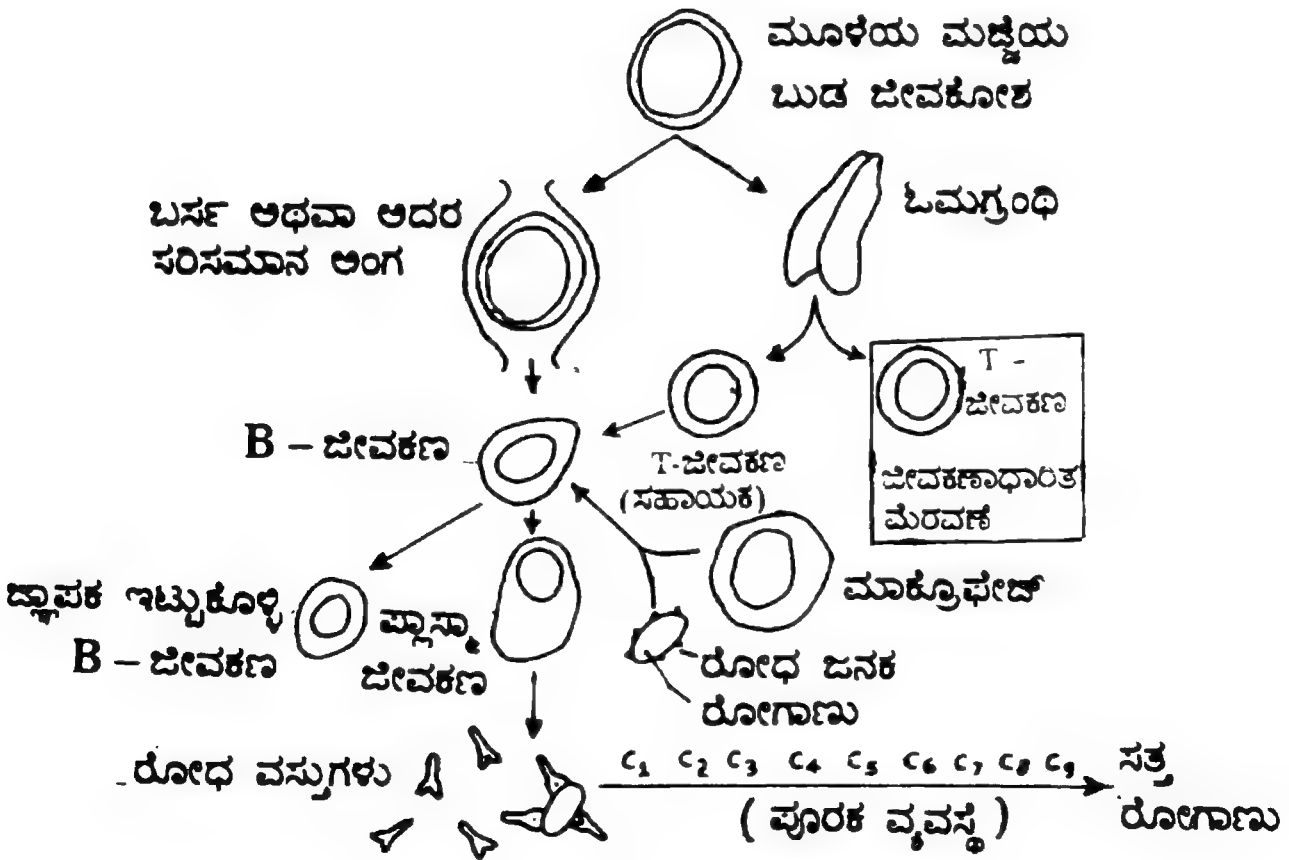 ಮೂಳೆಯ ಮಜ್ಜೆಯ
ಬುಡ ಜೀವಕೋಶ
ಬರ್ಸ ಅಥವಾ ಅದರ
ಸರಿಸಮಾನ ಅಂಗ
ಓಮಗ್ರಂಥಿ
T -
ಜೀವಕಣ
ಜೀವಕಣಾಧಾರಿತ
ಮೆರವಣೆ
B – ಜೀವಕಣ
T-ಜೀವಕಣ
(ಸಹಾಯಕ)
ಮಾಕ್ರೊಫೇಜ್
ಜ್ಞಾಪಕ ಇಟ್ಟುಕೊಳ್ಳಿ
B – ಜೀವಕಣ
ಪ್ಲಾಸ್ಮಾ
ಜೀವಕಣ
ರೋಧ ಜನಕ
ರೋಗಾಣು
ರೋಧ ವಸ್ತುಗಳು
C1 C2 C3 C4 C5 C6 C7 C8 C9
(ಪೂರಕ ವ್ಯವಸ್ಥೆ)
ಸತ್ತ
ರೋಗಾಣು